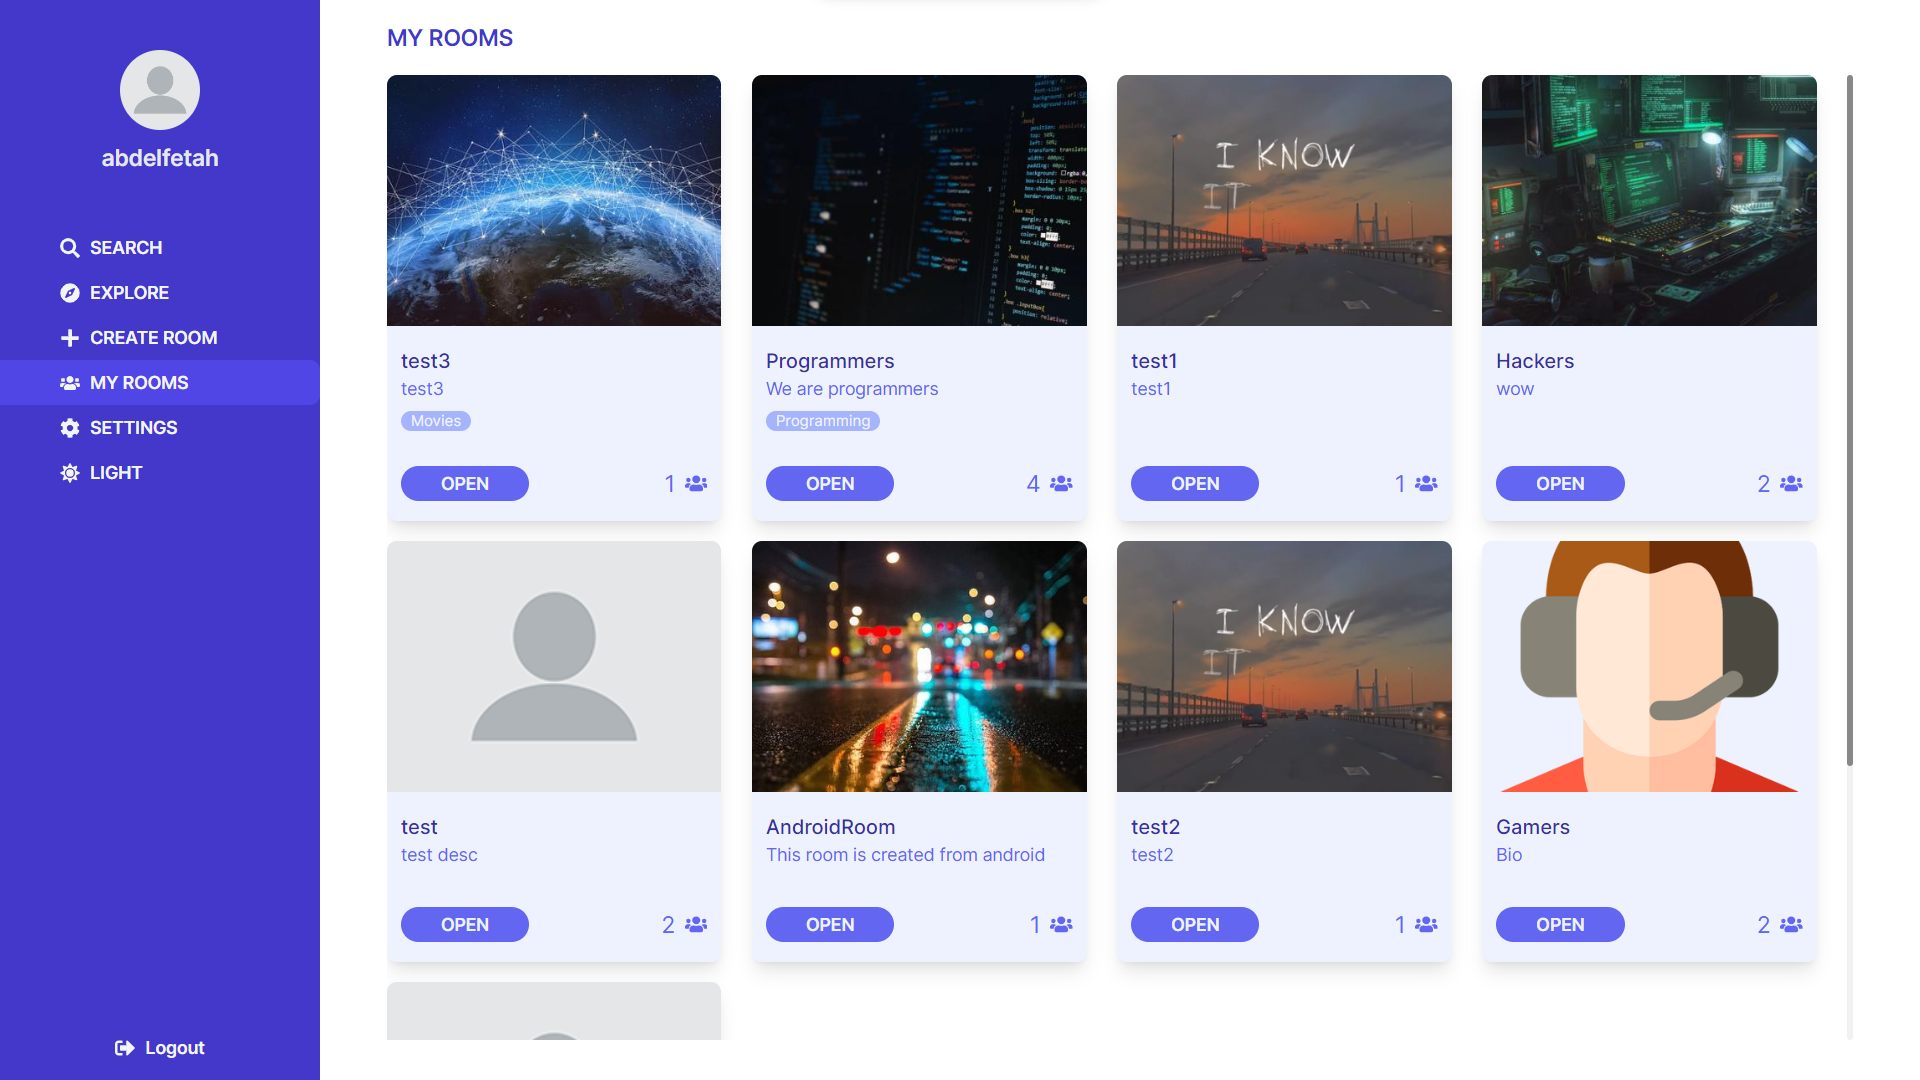 abdelfetah
SEARCH
EXPLORE
CREATE ROOM
MY ROOMS
SETTINGS
LIGHT
Logout
MY ROOMS
test3
test3
Movies
OPEN
1
Programmers
We are programmers
Programming
OPEN
4
I KNOW
IT
test1
test1
OPEN
1
Hackers
wow
OPEN
2
test
test desc
OPEN
2
AndroidRoom
This room is created from android
OPEN
1
I KNOW
IT
test2
test2
OPEN
1
Gamers
Bio
OPEN
2